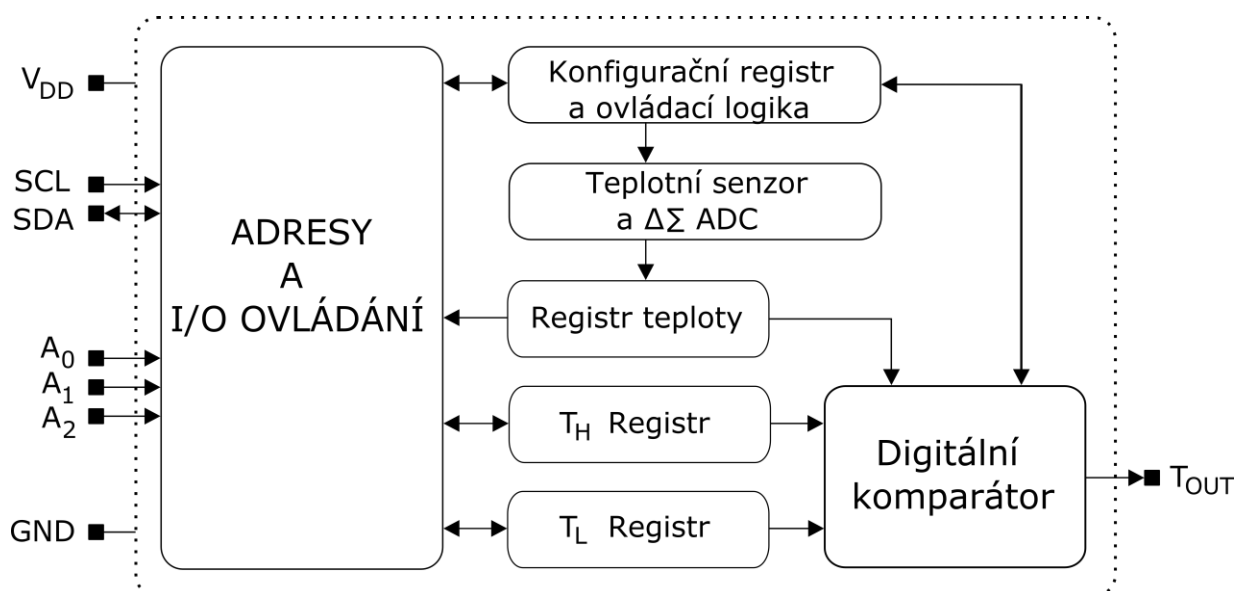 V_DD
SCL
SDA
A_0
A_1
A_2
GND
ADRESY
A
I/O OVLÁDÁNÍ
Konfigurační registr
a ovládací logika
Teplotní senzor
a Δ∑ ADC
Registr teploty
T_H Registr
T_L Registr
Digitální
komparátor
T_OUT